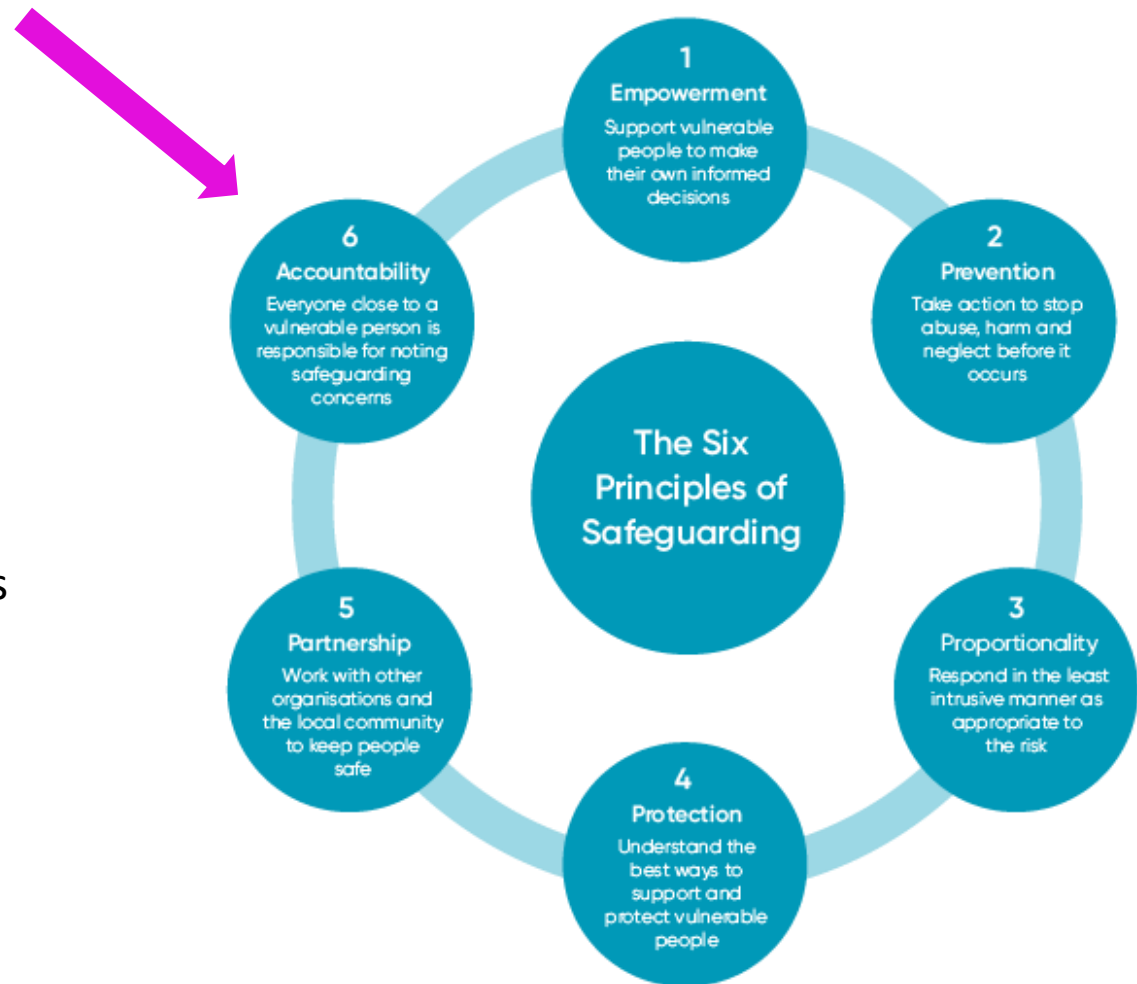 1
Empowerment
Support vulnerable
people to make
their own informed
decisions
2
Prevention
Take action to stop
abuse, harm and
neglect before it
occurs
3
Proportionality
Respond in the least
intrusive manner as
appropriate to
the risk
4
Protection
Understand the
best ways to
support and
protect vulnerable
people
5
Partnership
Work with other
organisations and
the local community
to keep people
safe
6
Accountability
Everyone close to a
vulnerable person is
responsible for noting
safeguarding
concerns
The Six
Principles of
Safeguarding
s